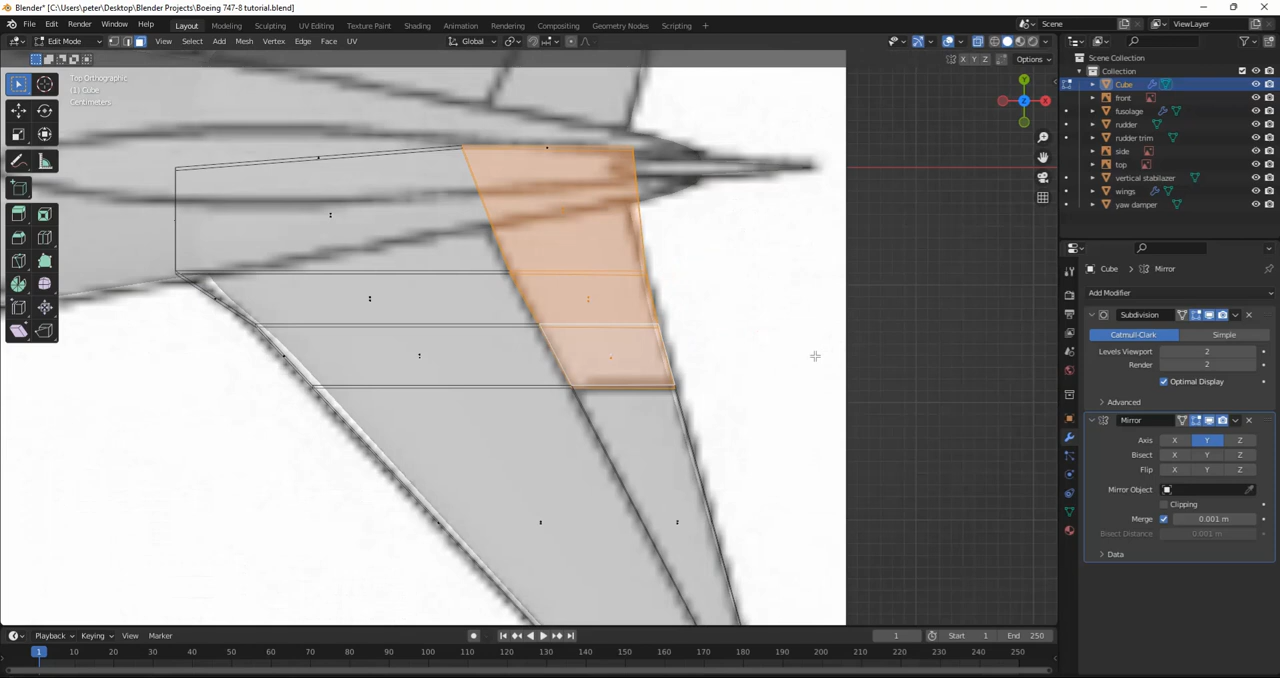 Blender* [C:\Users\peter\Desktop\Blender Projects\Boeing 747-8 tutorial.blend]
File Edit Render Window Help Layout Modeling Sculpting UV Editing Texture Paint Shading Animation Rendering Compositing Geometry Nodes Scripting + Scene ViewLayer
Edit Mode View Select Add Mesh Vertex Edge Face UV Global
X Y Z Options
Top Orthographic
(1) Cube
Centimeters
Y
Z
X
Scene Collection
Collection
Cube
front
fusolage
rudder
rudder trim
side
top
vertical stabilazer
wings
yaw damper
Cube Mirror
Add Modifier
Subdivision
Catmull-Clark Simple
Levels Viewport 2
Render 2
Optimal Display
Advanced
Mirror
Axis X Y Z
Bisect X Y Z
Flip X Y Z
Mirror Object
Clipping
Merge 0.001 m
Bisect Distance 0.001 m
Data
Playback Keying View Marker 1 Start 1 End 250
1 10 20 30 40 50 60 70 80 90 100 110 120 130 140 150 160 170 180 190 200 210 220 230 240 250